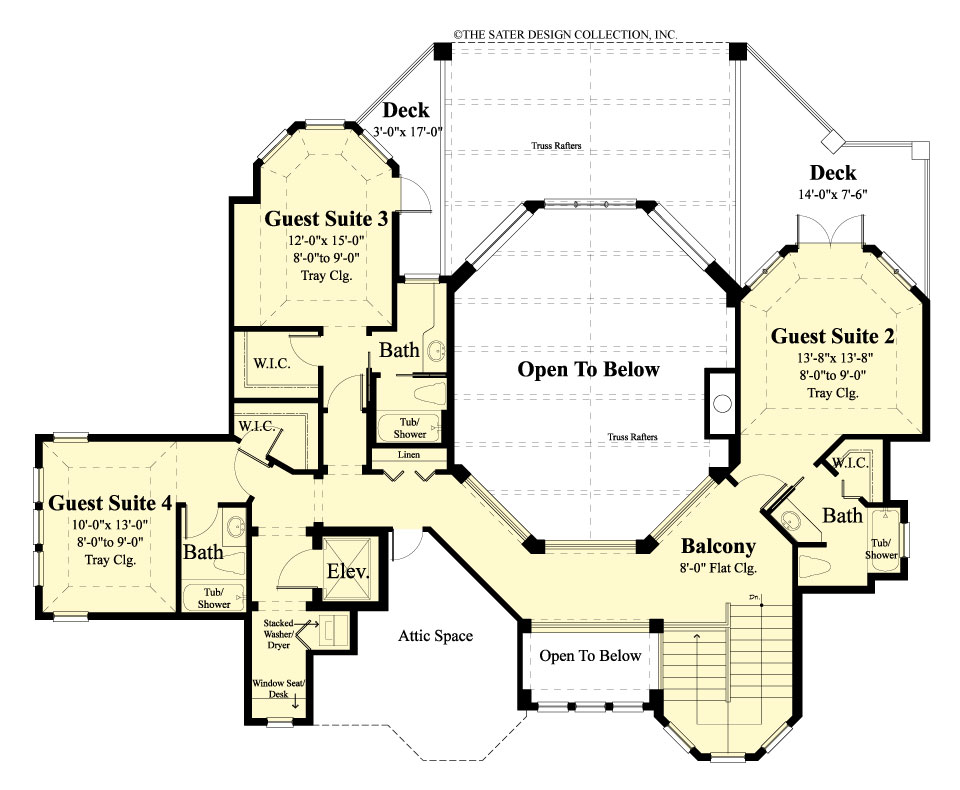 ©THE SATER DESIGN COLLECTION, INC.
Deck
3'-0"x 17'-0"
Truss Rafters
Deck
14'-0"x 7'-6"
Guest Suite 3
12'-0"x 15'-0"
8'-0"to 9'-0"
Tray Clg.
Guest Suite 2
13'-8"x 13'-8"
8'-0"to 9'-0"
Tray Clg.
Bath
W.I.C.
Open To Below
W.I.C.
Tub/
Shower
Truss Rafters
Linen
W.I.C.
Guest Suite 4
10'-0"x 13'-0"
8'-0"to 9'-0"
Tray Clg.
Bath
Bath
Tub/
Shower
Balcony
8'-0" Flat Clg.
Elev.
Tub/
Shower
Dn.
Stacked
Washer/
Dryer
Attic Space
Open To Below
Window Seat/
Desk